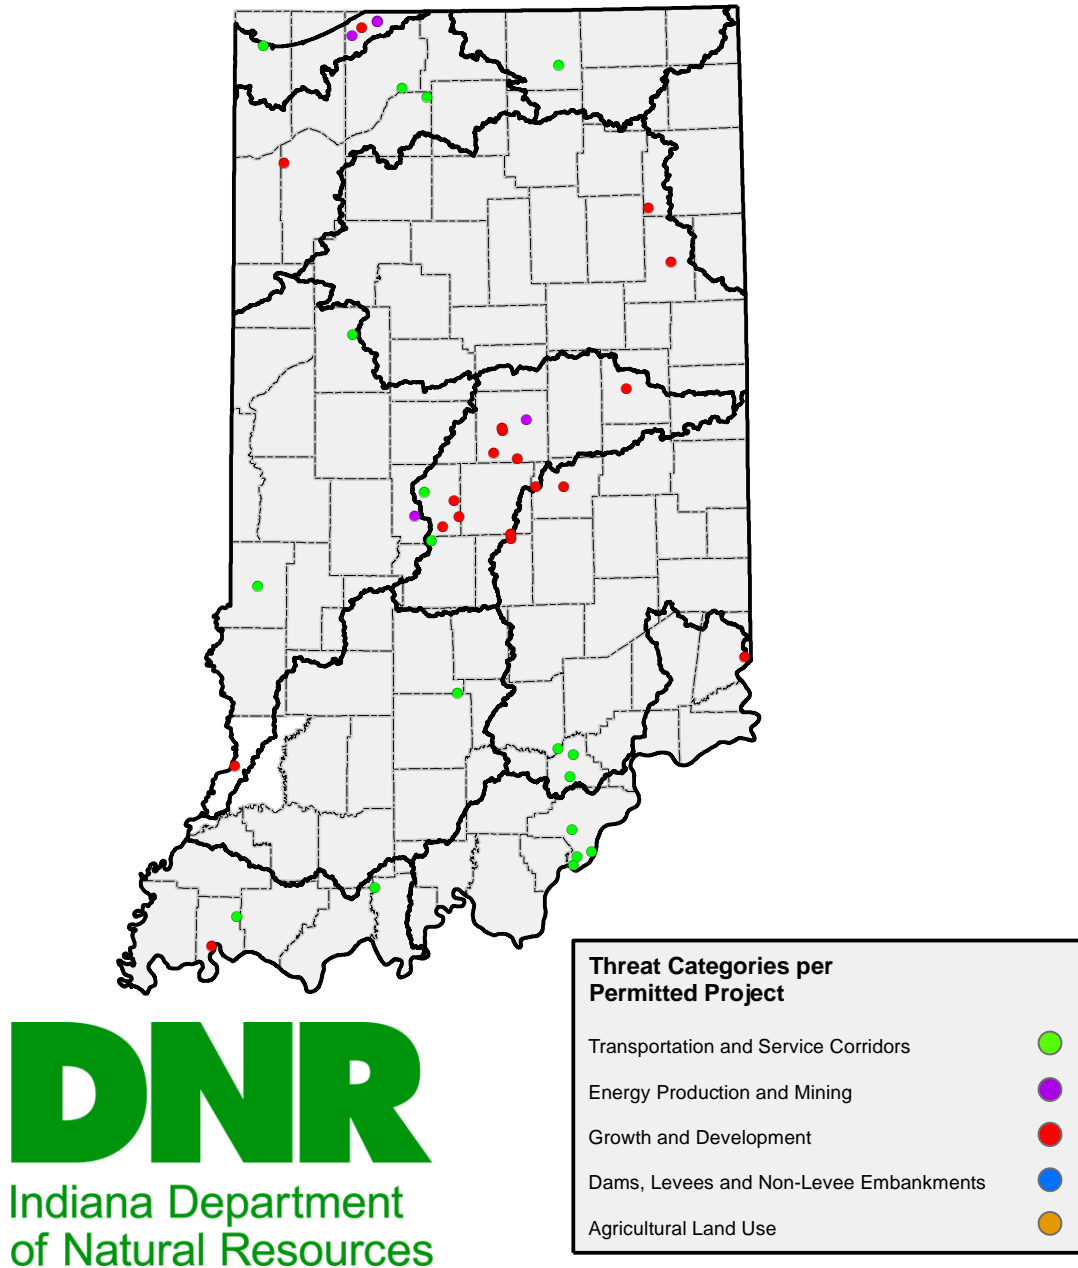 Threat Categories per
Permitted Project
Transportation and Service Corridors
Energy Production and Mining
Growth and Development
Dams, Levees and Non-Levee Embankments
Agricultural Land Use
DNR
Indiana Department
of Natural Resources